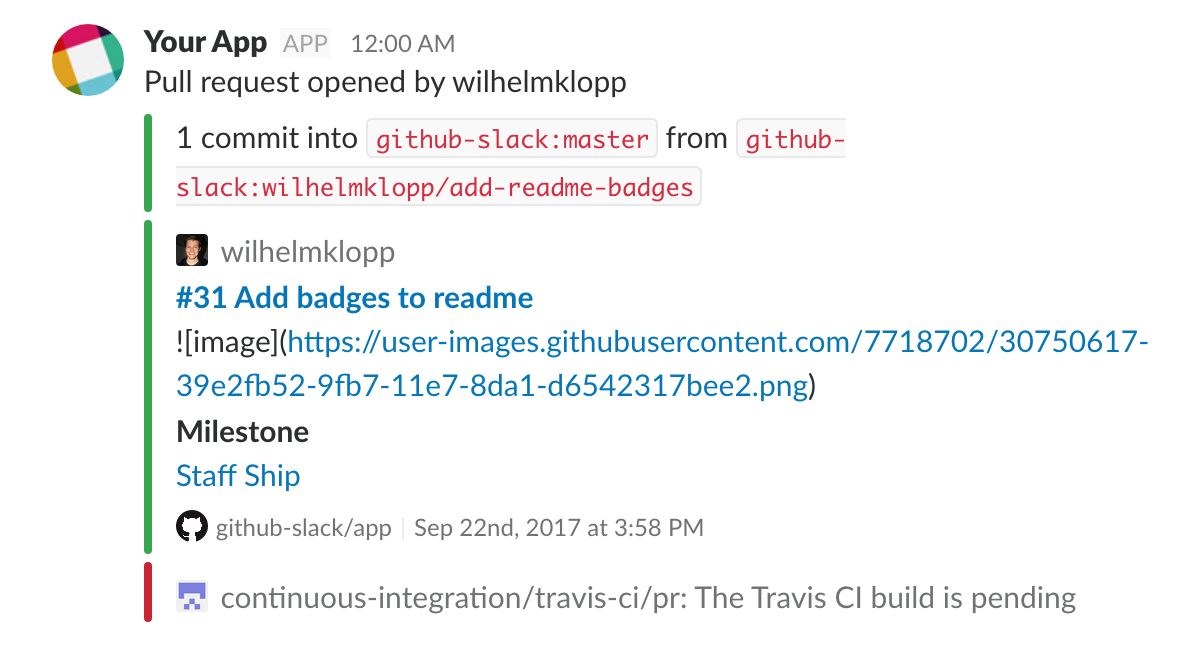 Your App APP 12:00 AM
Pull request opened by wilhelmklopp
1 commit into github-slack:master from github-
slack:wilhelmklopp/add-readme-badges
wilhelmklopp
#31 Add badges to readme
![image](https://user-images.githubusercontent.com/7718702/30750617-
39e2fb52-9fb7-11e7-8da1-d6542317bee2.png)
Milestone
Staff Ship
github-slack/app | Sep 22nd, 2017 at 3:58 PM
continuous-integration/travis-ci/pr: The Travis CI build is pending